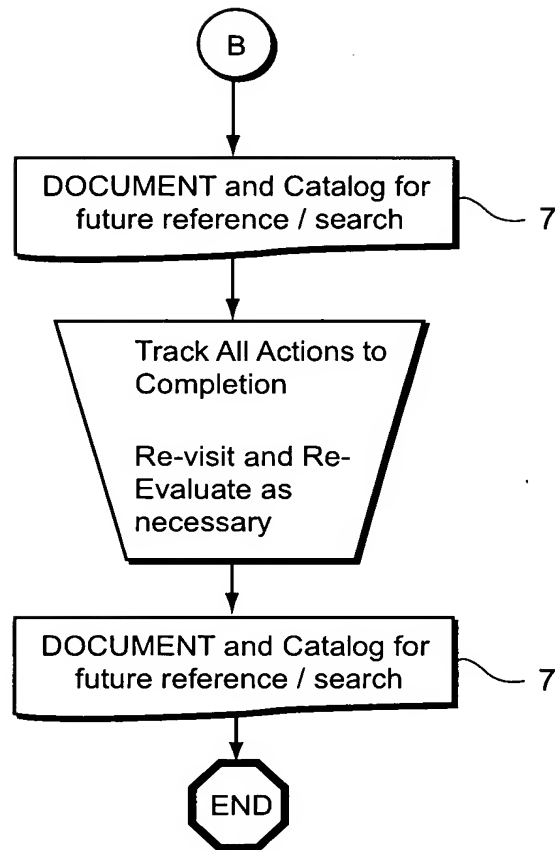 B
DOCUMENT and Catalog for
future reference / search
7
Track All Actions to
Completion
Re-visit and Re-
Evaluate as
necessary
DOCUMENT and Catalog for
future reference / search
7
END